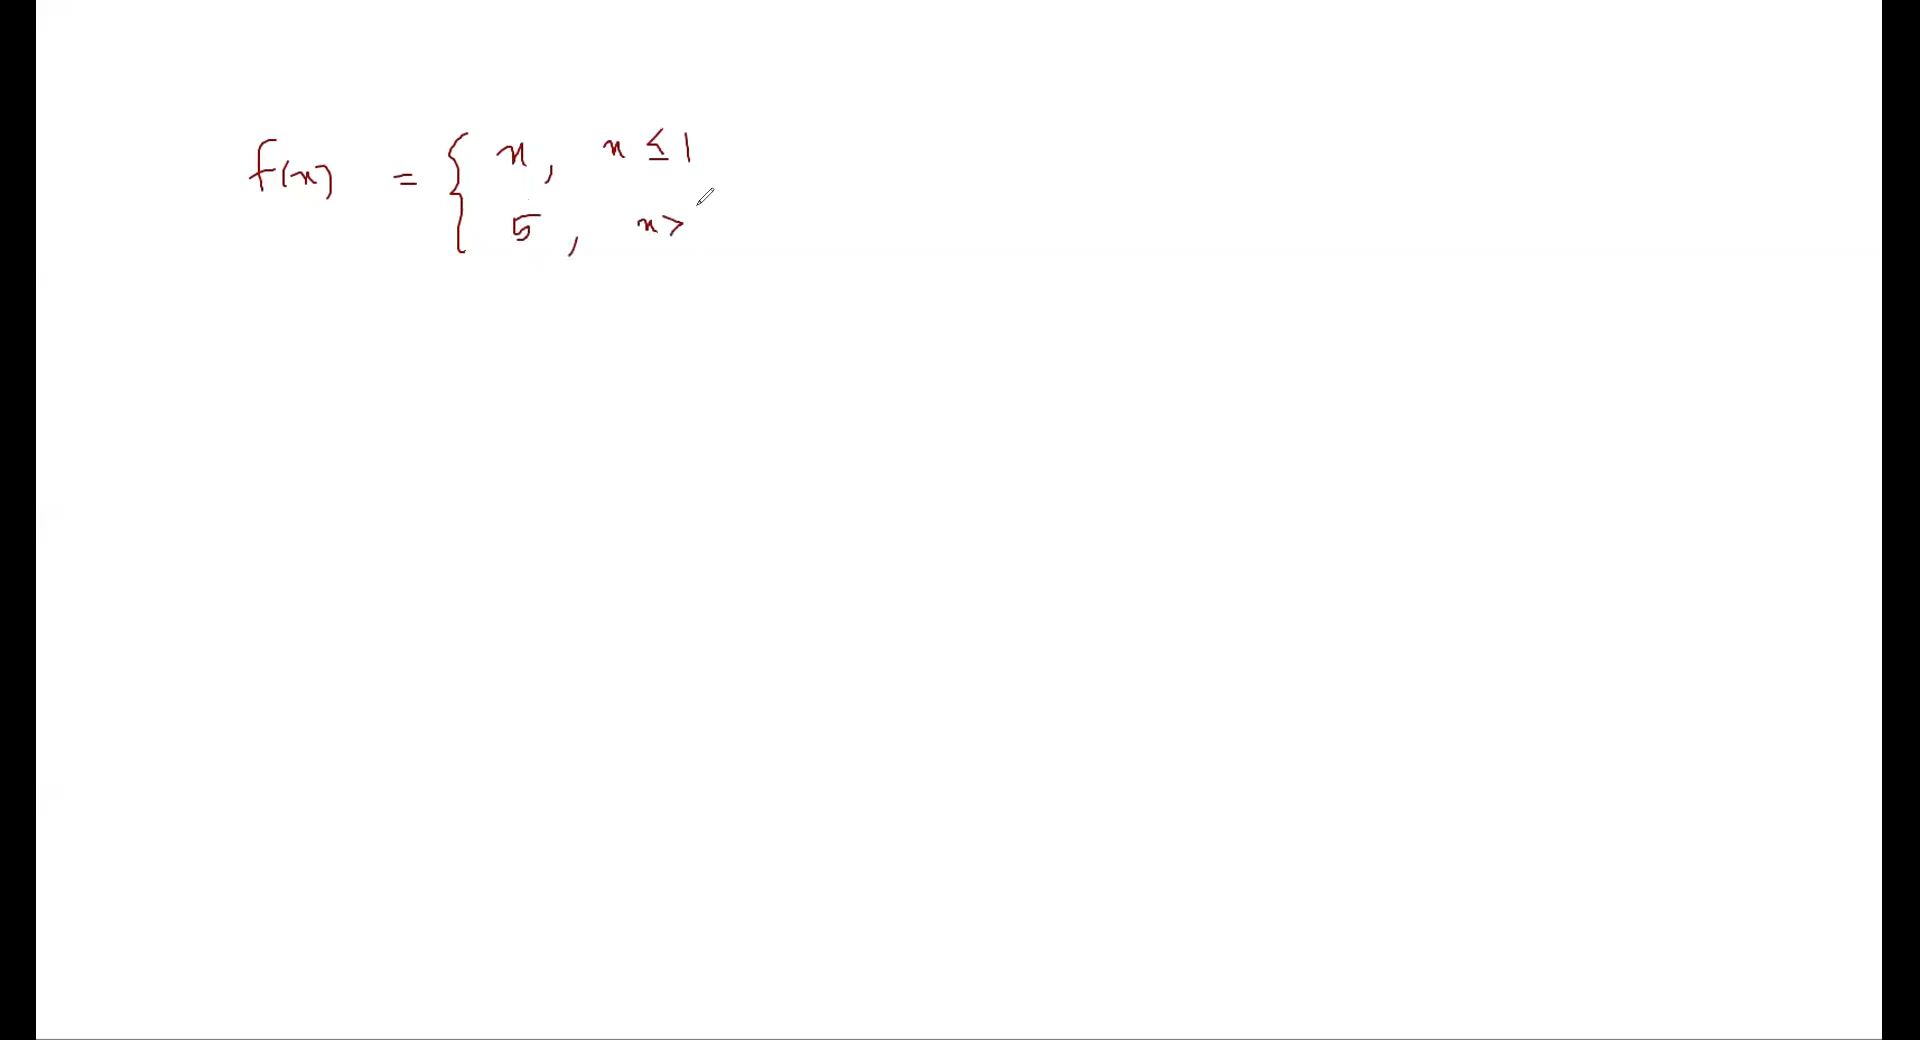 f(x) = { x, x ≤ 1
5, x >